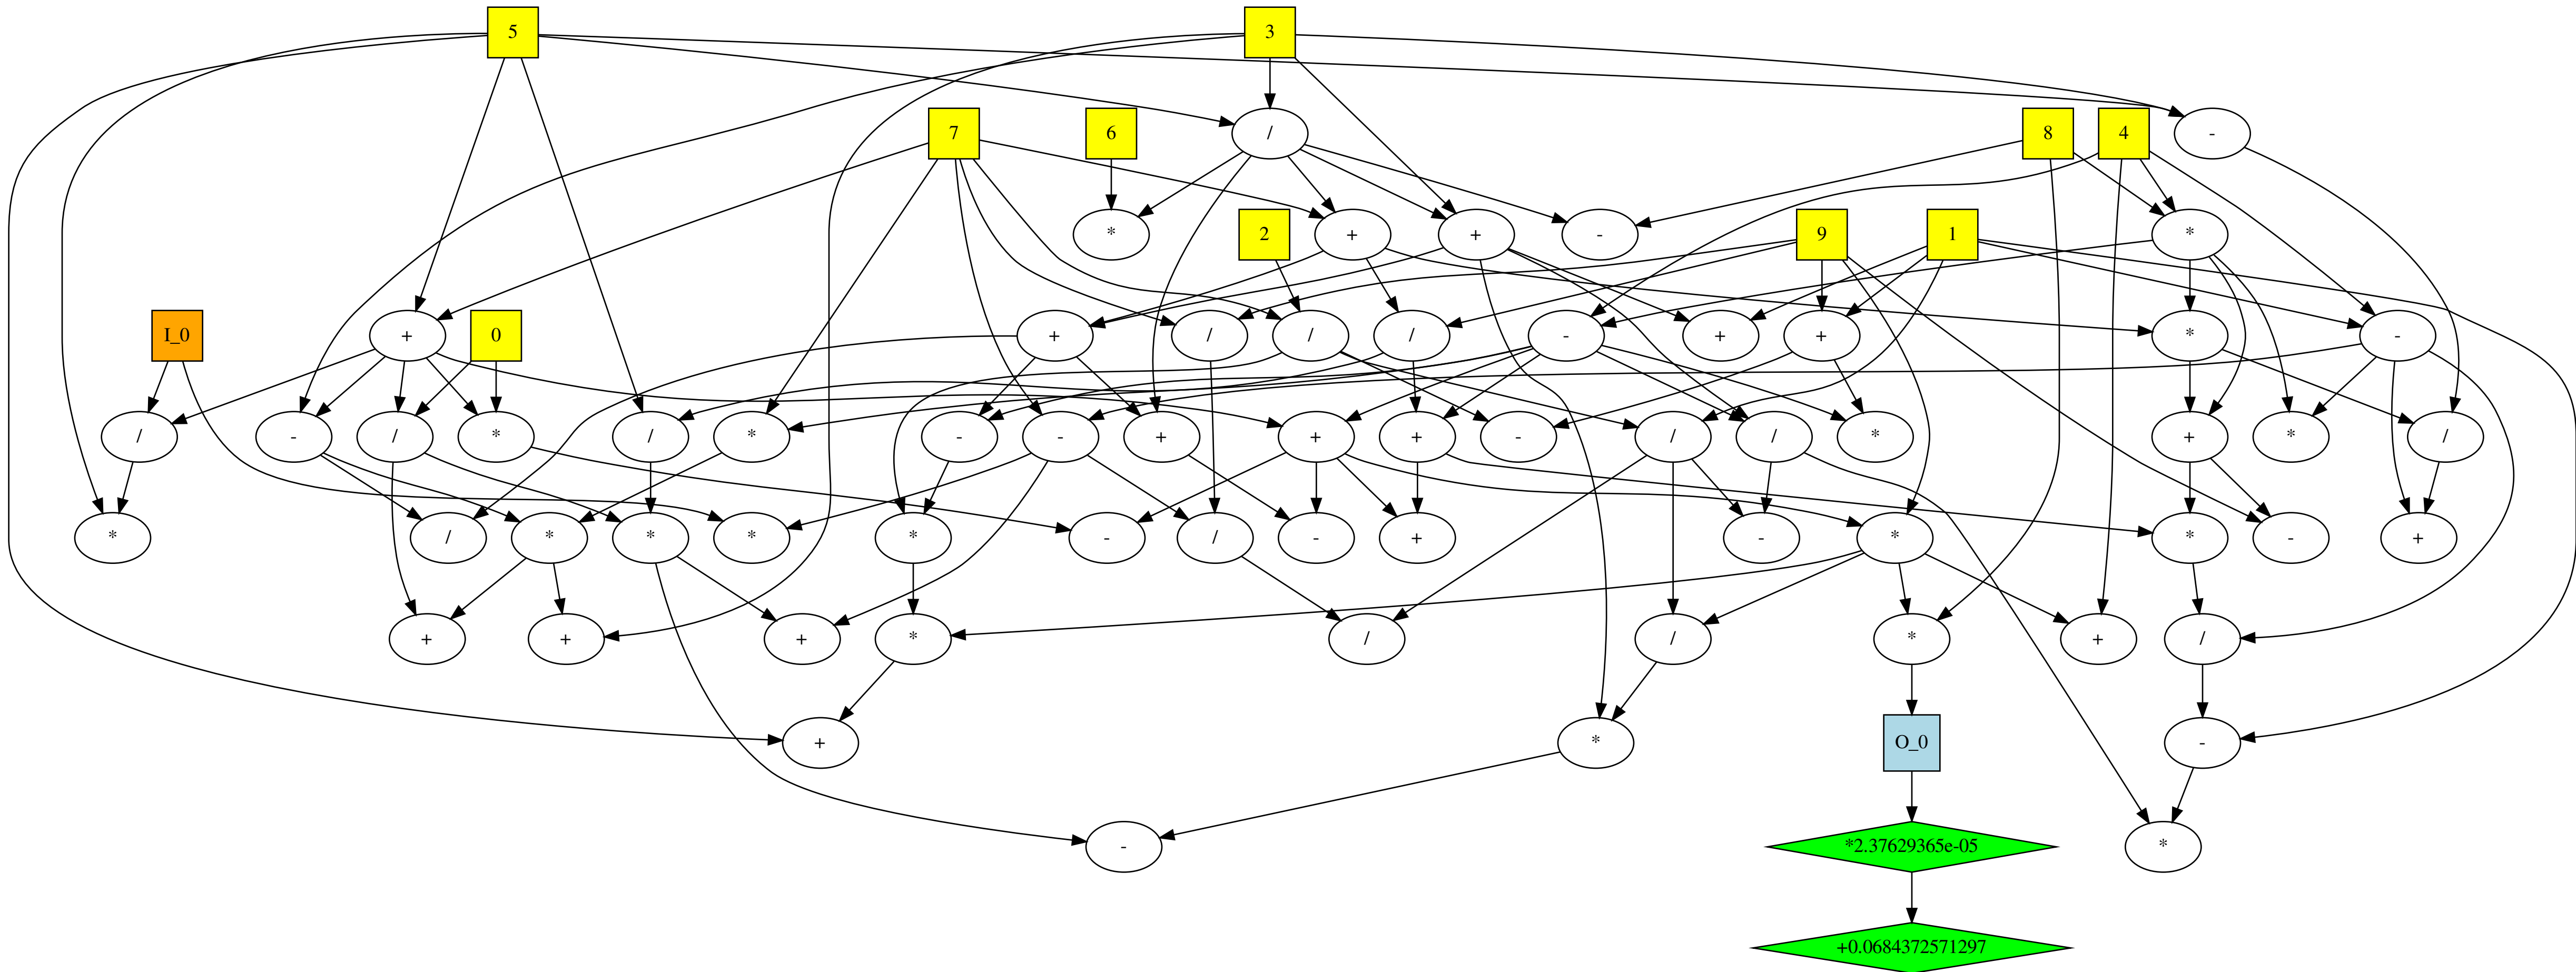 5 3
7 6 / 8 4 -
* 2 + + - 9 1 *
I_0 + 0 + / / / - + + * -
/ - / * / * - - + + + - / / * + * /
* / * * * * - / - + - * * - +
+ + + * / / * + /
+ * O_0 -
- *2.37629365e-05 *
+0.0684372571297